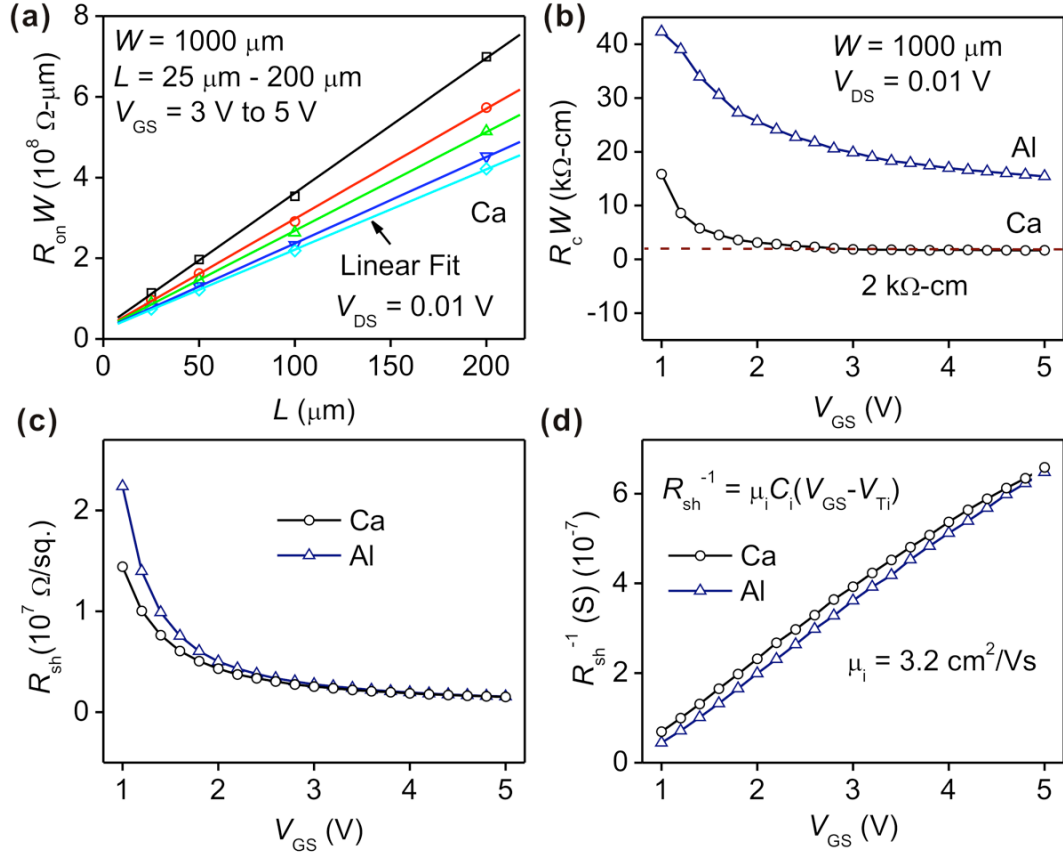 (a)
8
6
4
2
0
R_on W (10^8 Ω-μm)
W = 1000 μm
L = 25 μm - 200 μm
V_GS = 3 V to 5 V
Ca
Linear Fit
V_DS = 0.01 V
0 50 100 150 200
L (μm)
(b)
40
30
20
10
0
-10
R_c W (kΩ-cm)
W = 1000 μm
V_DS = 0.01 V
Al
Ca
2 kΩ-cm
1 2 3 4 5
V_GS (V)
(c)
2
1
0
R_sh (10^7 Ω/sq.)
Ca
Al
1 2 3 4 5
V_GS (V)
(d)
6
4
2
0
R_sh^-1 (S) (10^-7)
R_sh^-1 = μ_i C_i (V_GS-V_Ti)
Ca
Al
μ_i = 3.2 cm^2/Vs
1 2 3 4 5
V_GS (V)